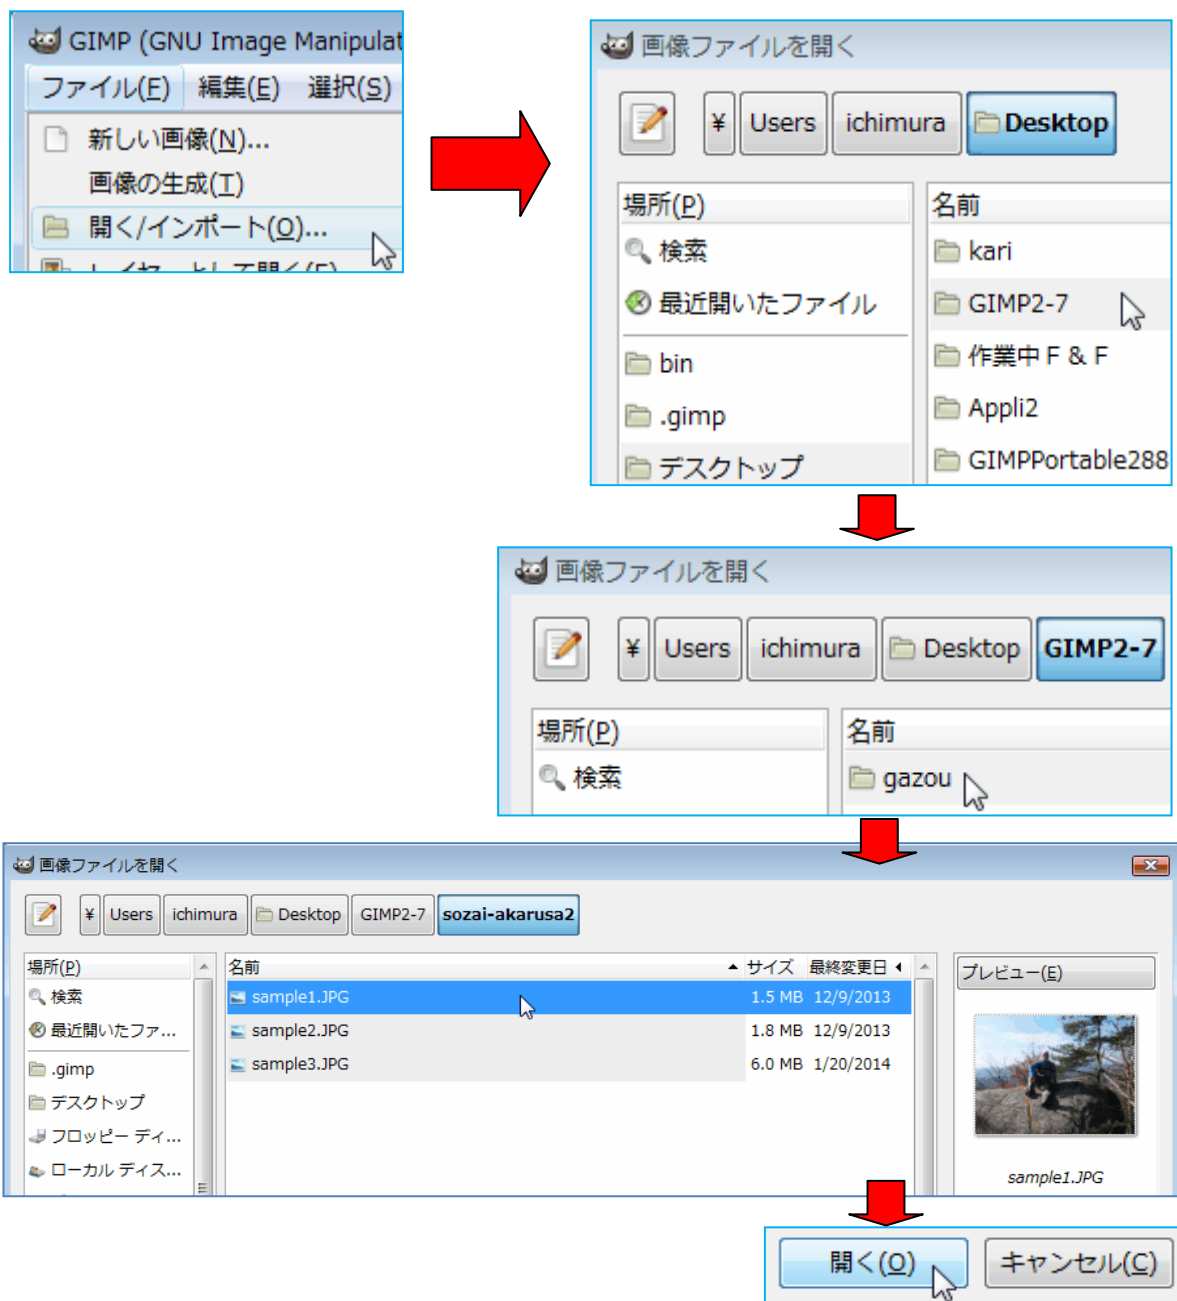 GIMP (GNU Image Manipulat
ファイル(F) 編集(E) 選択(S)
新しい画像(N)...
画像の生成(T)
開く/インポート(O)...
レイヤーとして開く(E)
画像ファイルを開く
¥ Users ichimura Desktop
場所(P) 名前
検索 kari
最近開いたファイル GIMP2-7
bin 作業中 F & F
.gimp Appli2
デスクトップ GIMPPortable288
画像ファイルを開く
¥ Users ichimura Desktop GIMP2-7
場所(P) 名前
検索 gazou
画像ファイルを開く
¥ Users ichimura Desktop GIMP2-7 sozai-akarusa2
場所(P) 名前 サイズ 最終変更日 プレビュー(E)
検索 sample1.JPG 1.5 MB 12/9/2013
最近開いたファ... sample2.JPG 1.8 MB 12/9/2013
.gimp sample3.JPG 6.0 MB 1/20/2014
デスクトップ
フロッピー ディ...
ローカル ディス...
sample1.JPG
開く(O) キャンセル(C)